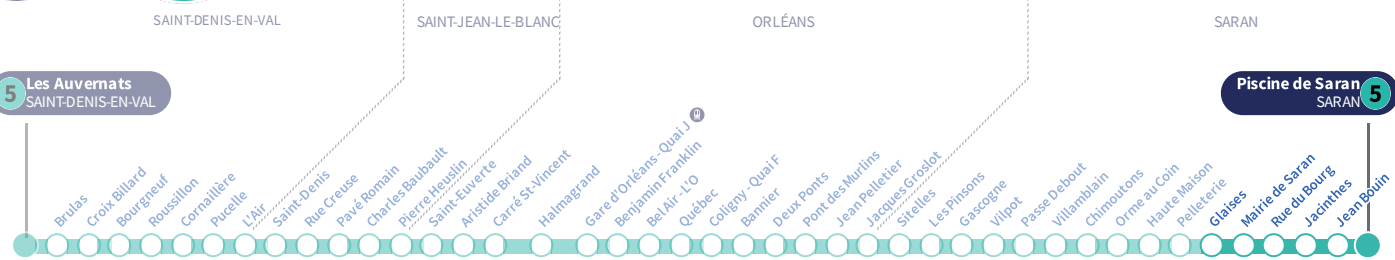 SAINT-DENIS-EN-VAL
SAINT-JEAN-LE-BLANC
ORLÉANS
SARAN
5
Les Auvernats
SAINT-DENIS-EN-VAL
Piscine de Saran
SARAN
5
Brulas
Croix Billard
Bourgneuf
Roussillon
Cornaillère
Pucelle
L'Air
Saint-Denis
Rue Creuse
Pavé Romain
Charles Baubault
Pierre Heuslin
Saint-Euverte
Aristide Briand
Carré St-Vincent
Halmagrand
Gare d'Orléans - Quai J
Benjamin Franklin
Bel Air - L'O
Québec
Coligny - Quai F
Bannier
Deux Ponts
Pont des Murlins
Jean Pelletier
Jacques Groslot
Sitelles
Les Pinsons
Gascogne
Vilpot
Passe Debout
Villamblain
Chimoutons
Orme au Coin
Haute Maison
Pelleterie
Glaises
Mairie de Saran
Rue du Bourg
Jacinthes
Jean Bouin